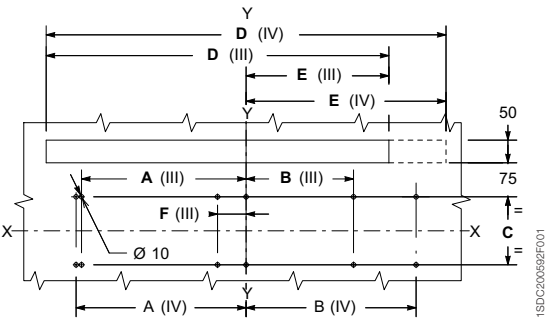 Y
D (IV)
D (III)
E (III)
E (IV)
Y
50
75
A (III)
B (III)
F (III)
=
C
=
X
X
Ø 10
Y
A (IV)
B (IV)
1SDC200592F001